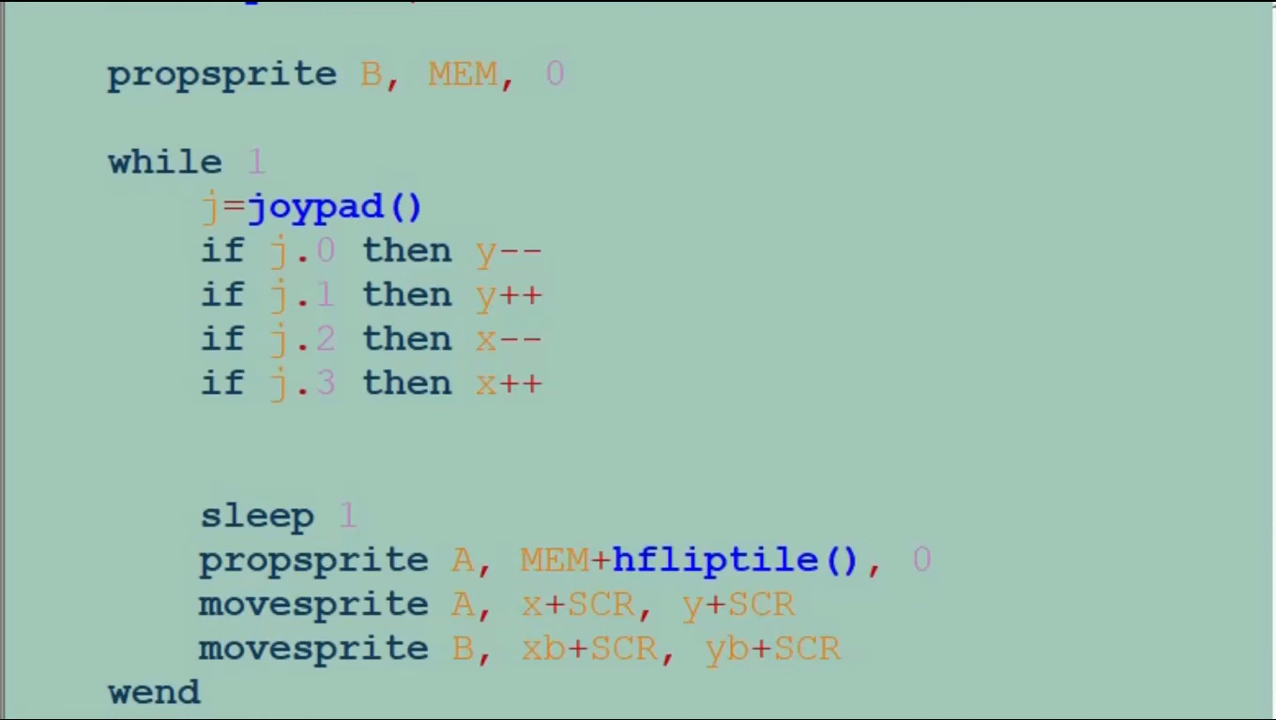 propsprite B, MEM, 0
while 1
j=joypad()
if j.0 then y--
if j.1 then y++
if j.2 then x--
if j.3 then x++
sleep 1
propsprite A, MEM+hfliptile(), 0
movesprite A, x+SCR, y+SCR
movesprite B, xb+SCR, yb+SCR
wend